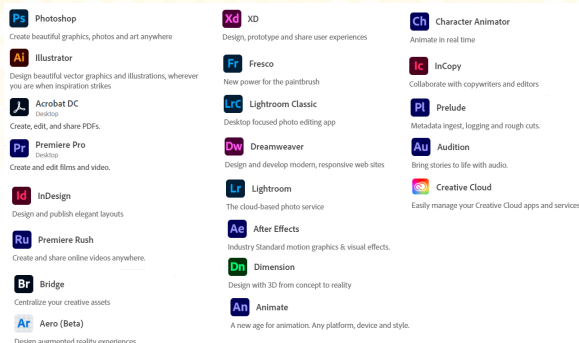 Ps Photoshop
Create beautiful graphics, photos and art anywhere
Ai Illustrator
Design beautiful vector graphics and illustrations, wherever
you are when inspiration strikes
Acrobat DC
Desktop
Create, edit, and share PDFs.
Pr Premiere Pro
Desktop
Create and edit films and video.
Id InDesign
Design and publish elegant layouts
Ru Premiere Rush
Create and share online videos anywhere.
Br Bridge
Centralize your creative assets
Ar Aero (Beta)
Design augmented reality experiences
Xd XD
Design, prototype and share user experiences
Fr Fresco
New power for the paintbrush
LrC Lightroom Classic
Desktop focused photo editing app
Dw Dreamweaver
Design and develop modern, responsive web sites
Lr Lightroom
The cloud-based photo service
Ae After Effects
Industry Standard motion graphics & visual effects.
Dn Dimension
Design with 3D from concept to reality
An Animate
A new age for animation. Any platform, device and style.
Ch Character Animator
Animate in real time
Ic InCopy
Collaborate with copywriters and editors
Pl Prelude
Metadata ingest, logging and rough cuts.
Au Audition
Bring stories to life with audio.
Creative Cloud
Easily manage your Creative Cloud apps and services